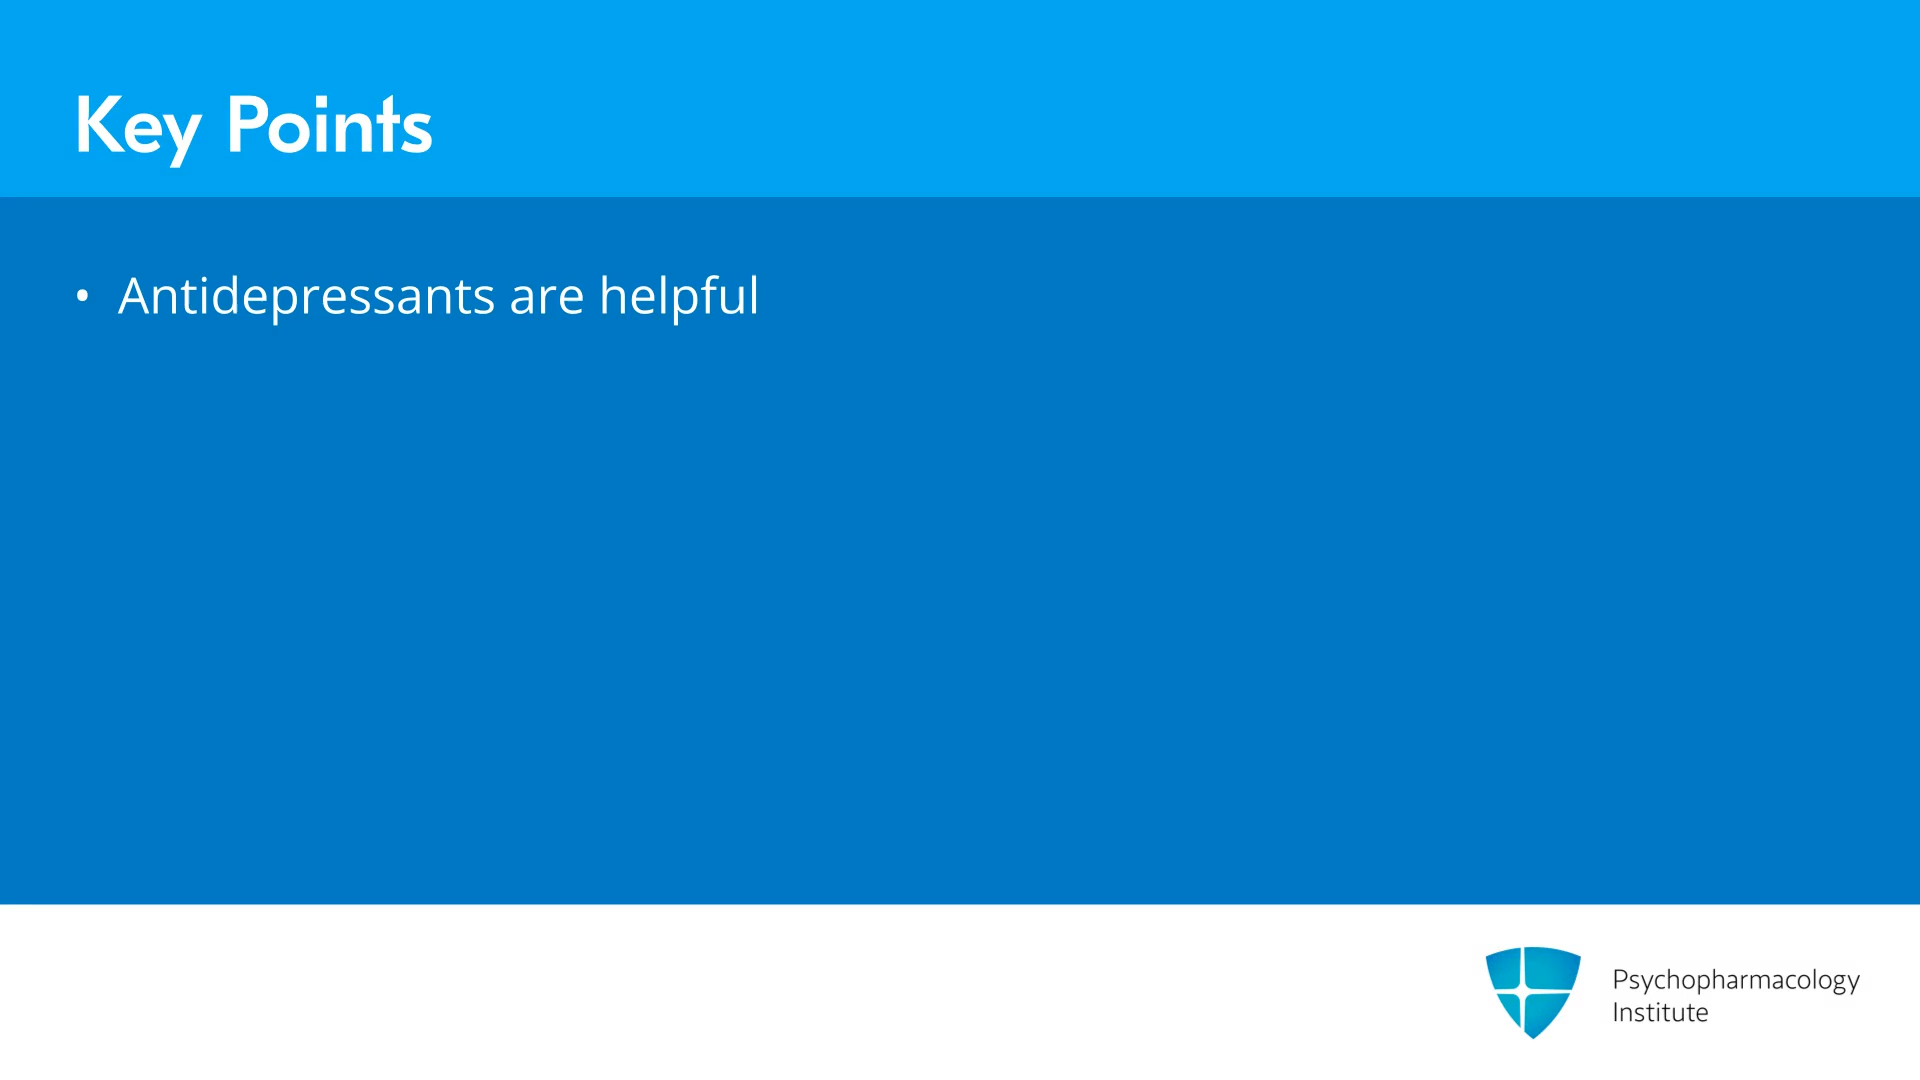 Key Points
• Antidepressants are helpful
Psychopharmacology
Institute